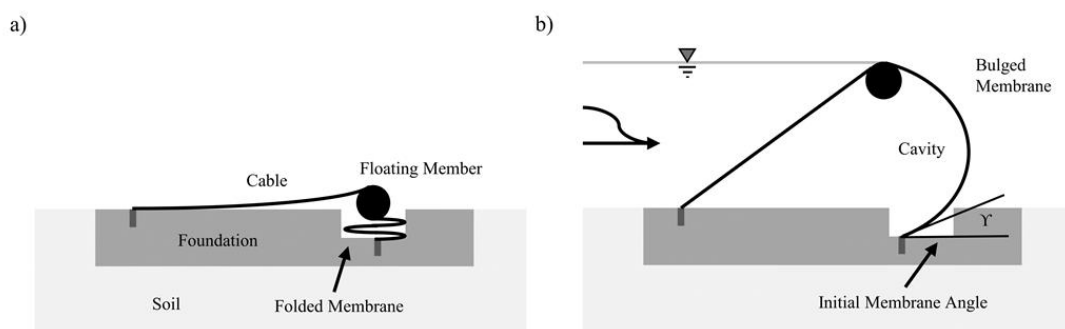 a)
Cable
Floating Member
Foundation
Soil
Folded Membrane
b)
Bulged
Membrane
Cavity
ϒ
Initial Membrane Angle